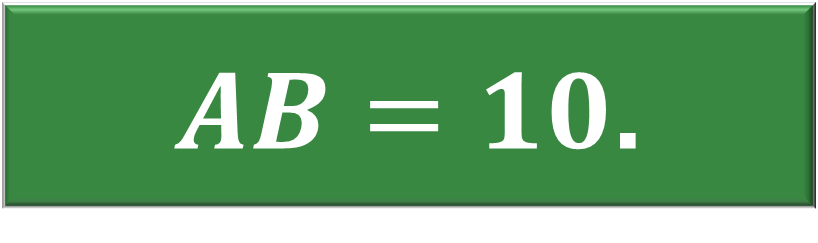 AB = 10.